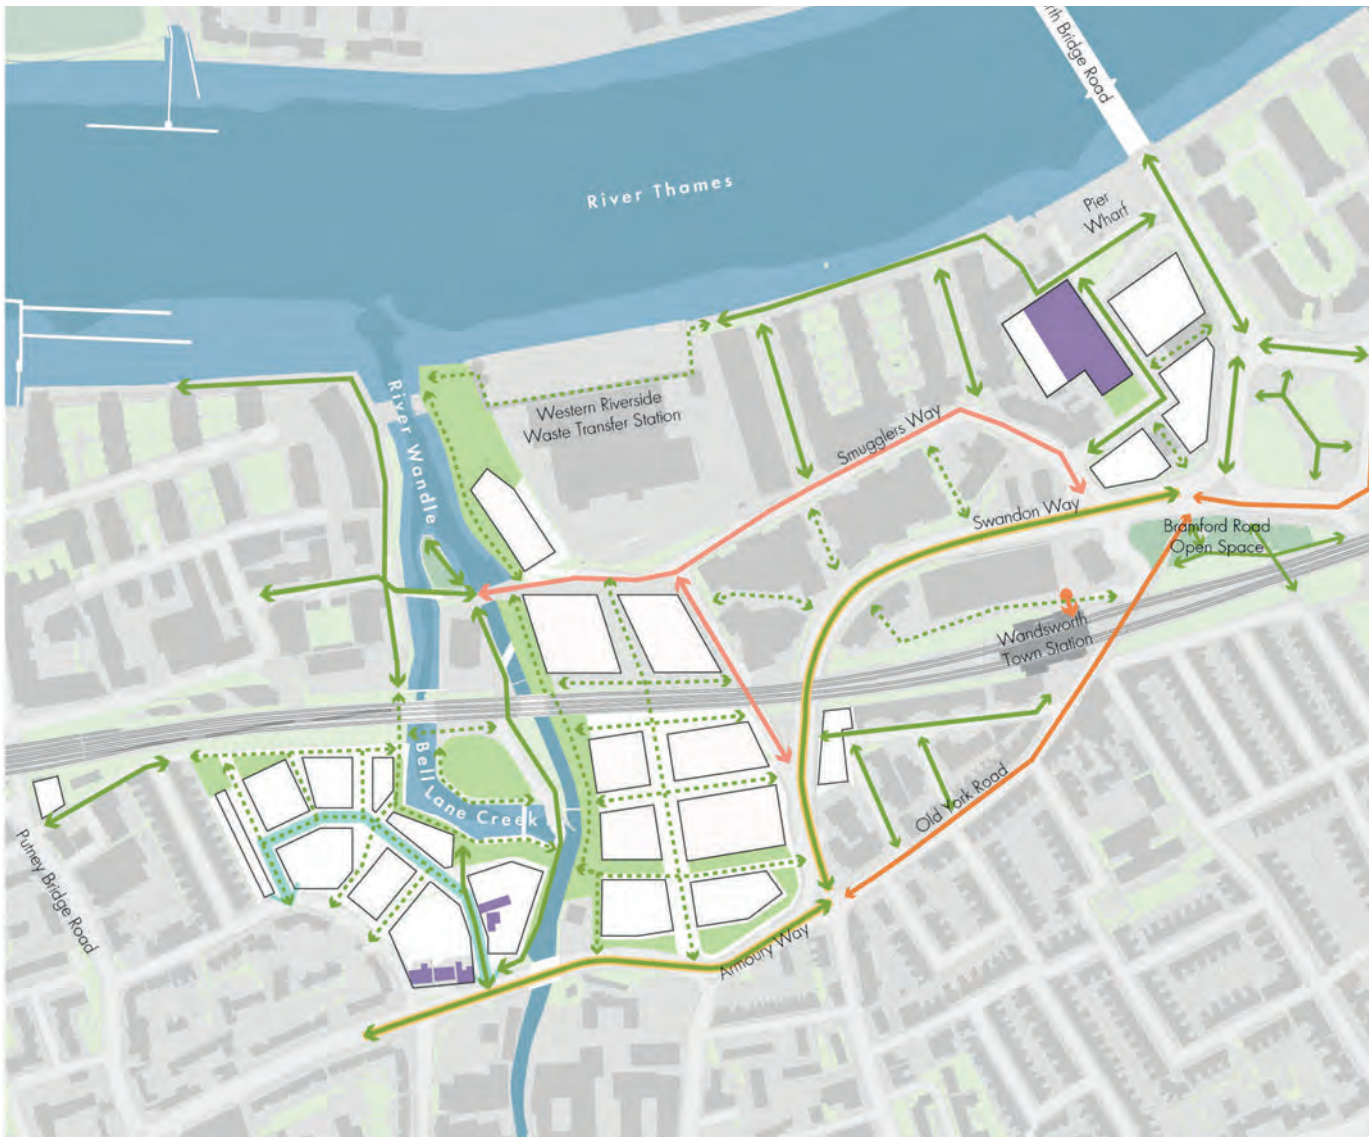 rth Bridge Road
River Thames
Pier
Wharf
River Wandle
Western Riverside
Waste Transfer Station
Smugglers Way
Swandon Way
Bramford Road
Open Space
Wandsworth
Town Station
Bell Lane Creek
Old York Road
Putney Bridge Road
Armoury Way